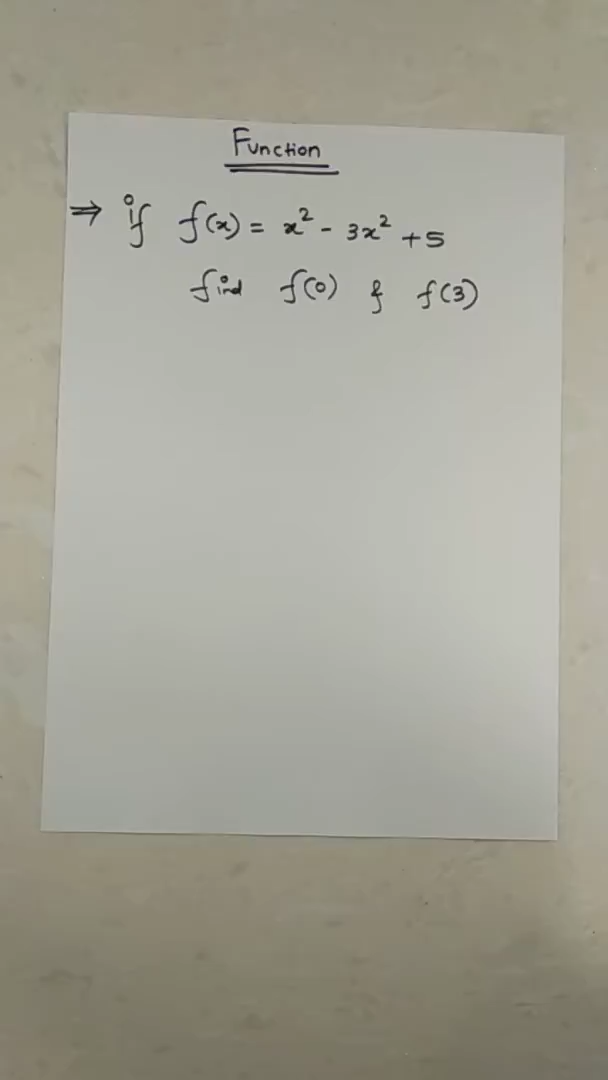 Function
⇒ if f(x) = x² - 3x² + 5
find f(0) & f(3)